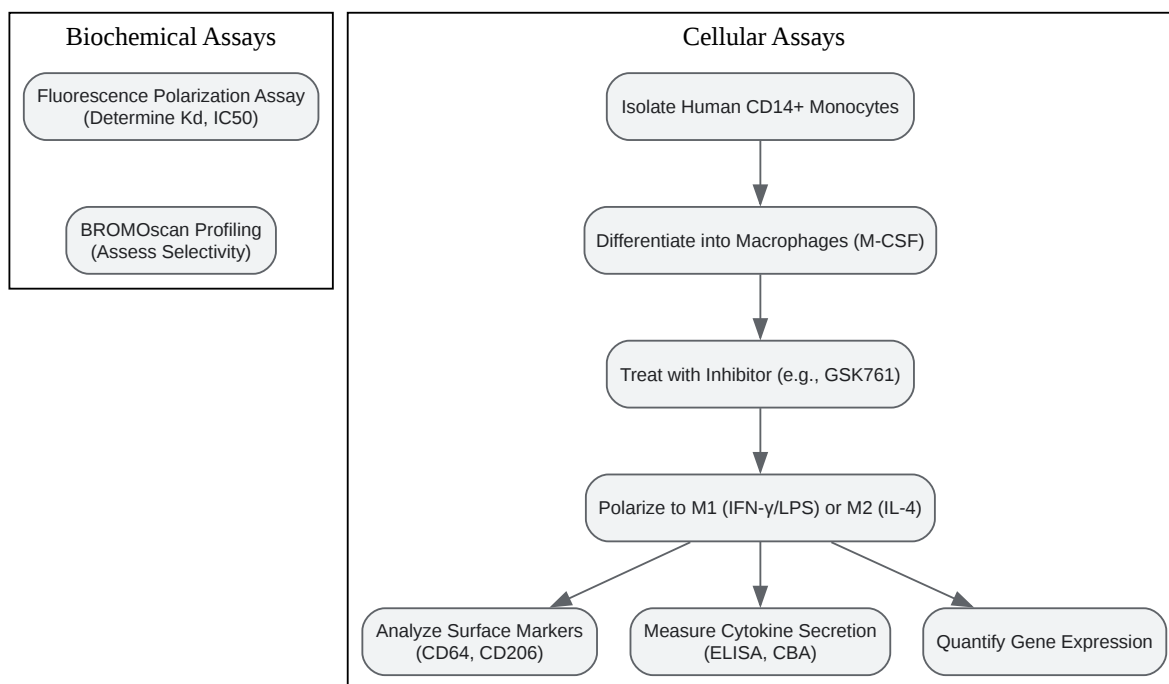 Biochemical Assays
Fluorescence Polarization Assay
(Determine Kd, IC50)
BROMOscan Profiling
(Assess Selectivity)
Cellular Assays
Isolate Human CD14+ Monocytes
Differentiate into Macrophages (M-CSF)
Treat with Inhibitor (e.g., GSK761)
Polarize to M1 (IFN-γ/LPS) or M2 (IL-4)
Analyze Surface Markers
(CD64, CD206)
Measure Cytokine Secretion
(ELISA, CBA)
Quantify Gene Expression